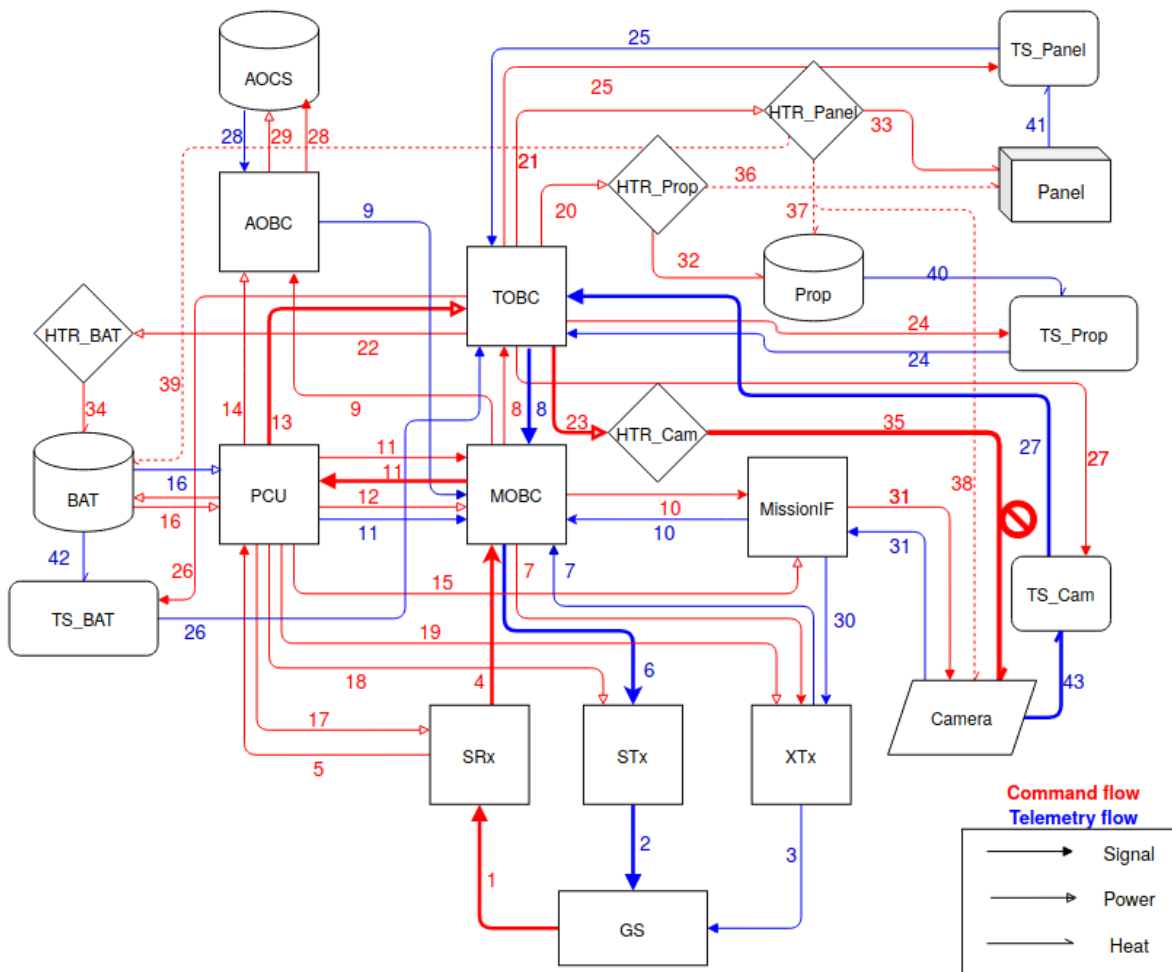 25
TS_Panel
AOCS
25
HTR_Panel
33
41
28
29
28
21
36
HTR_Prop
Panel
AOBC
9
20
37
32
40
TOBC
Prop
24
TS_Prop
HTR_BAT
22
24
39
14
13
9
8
8
23
HTR_Cam
35
34
11
27
27
16
BAT
PCU
11
MOBC
MissionIF
31
38
12
10
16
11
10
31
42
26
15
7
7
TS_Cam
TS_BAT
26
19
30
18
4
6
43
17
SRx
STx
XTx
Camera
5
Command flow
Telemetry flow
2
3
Signal
1
Power
GS
Heat